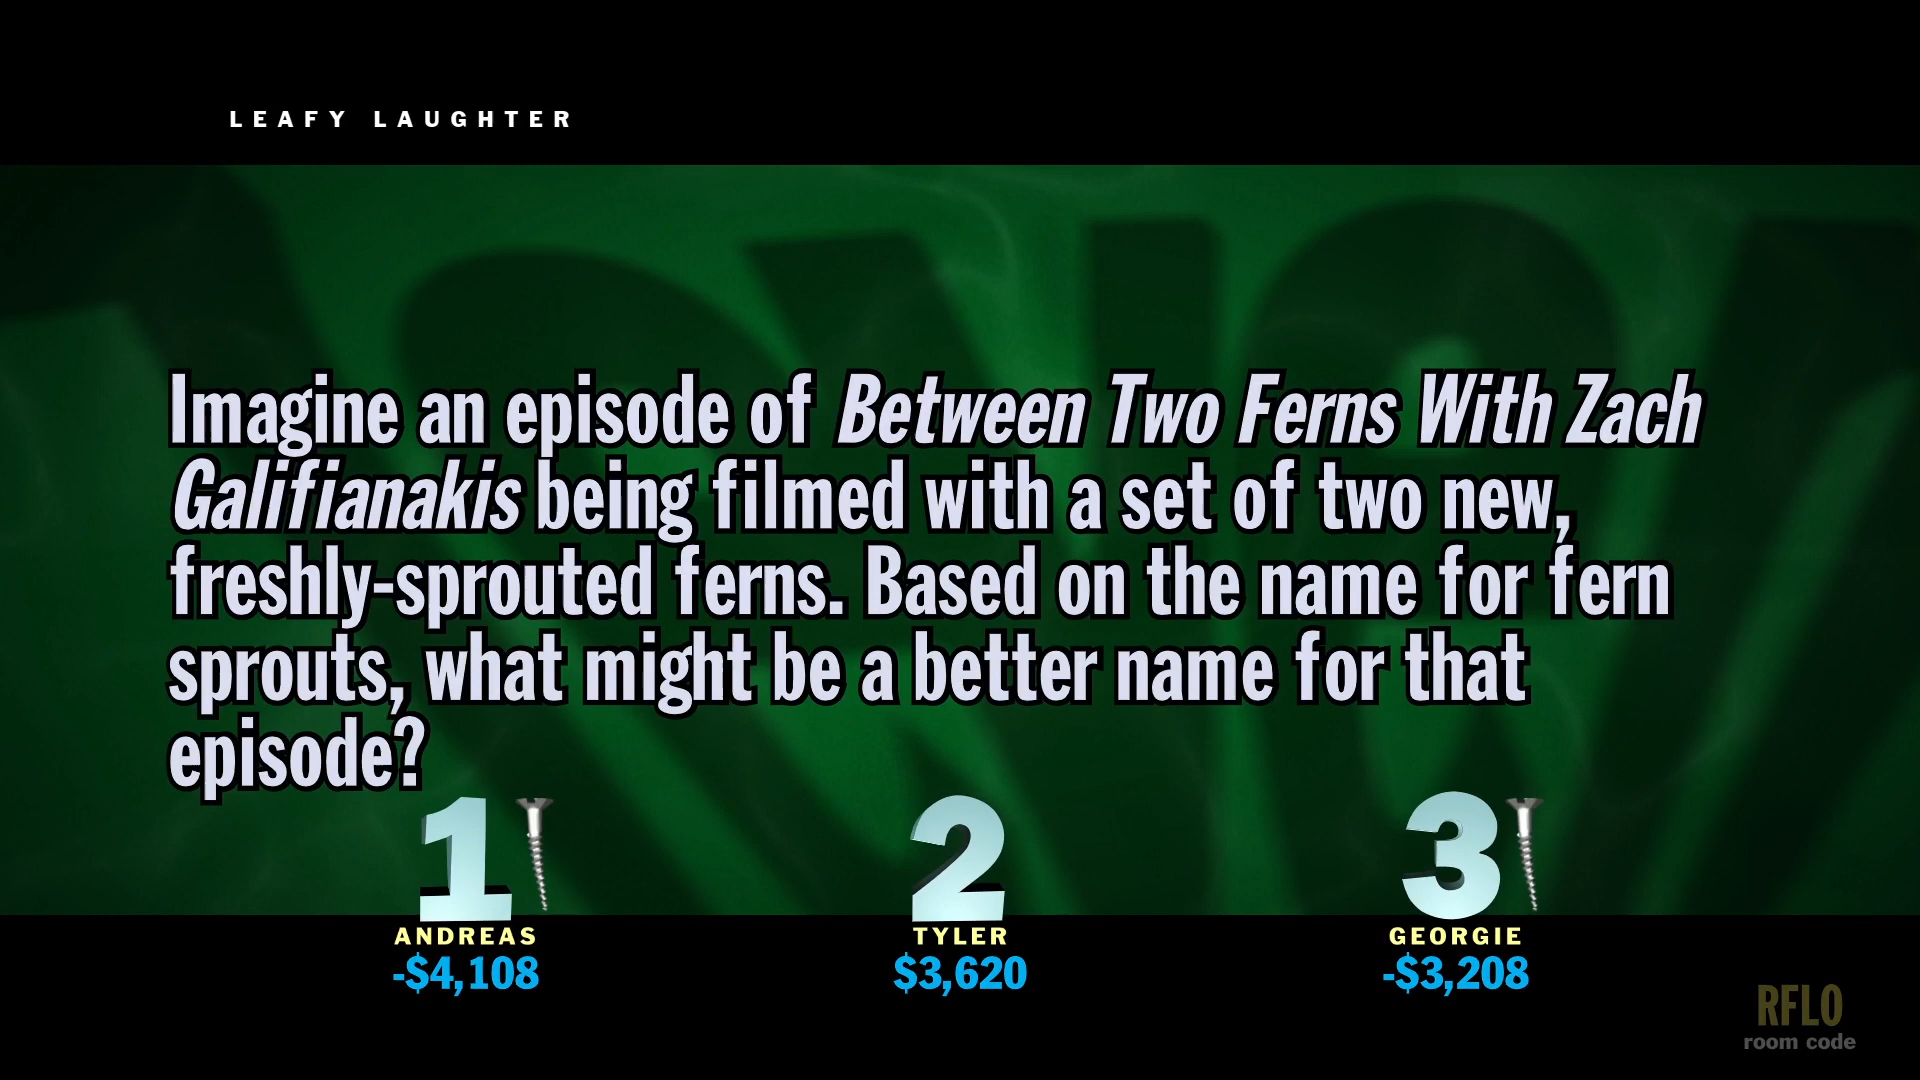 LEAFY LAUGHTER
Imagine an episode of Between Two Ferns With Zach
Galifianakis being filmed with a set of two new,
freshly-sprouted ferns. Based on the name for fern
sprouts, what might be a better name for that
episode?
1 2 3
ANDREAS TYLER GEORGIE
-$4,108 $3,620 -$3,208
RFLO
room code